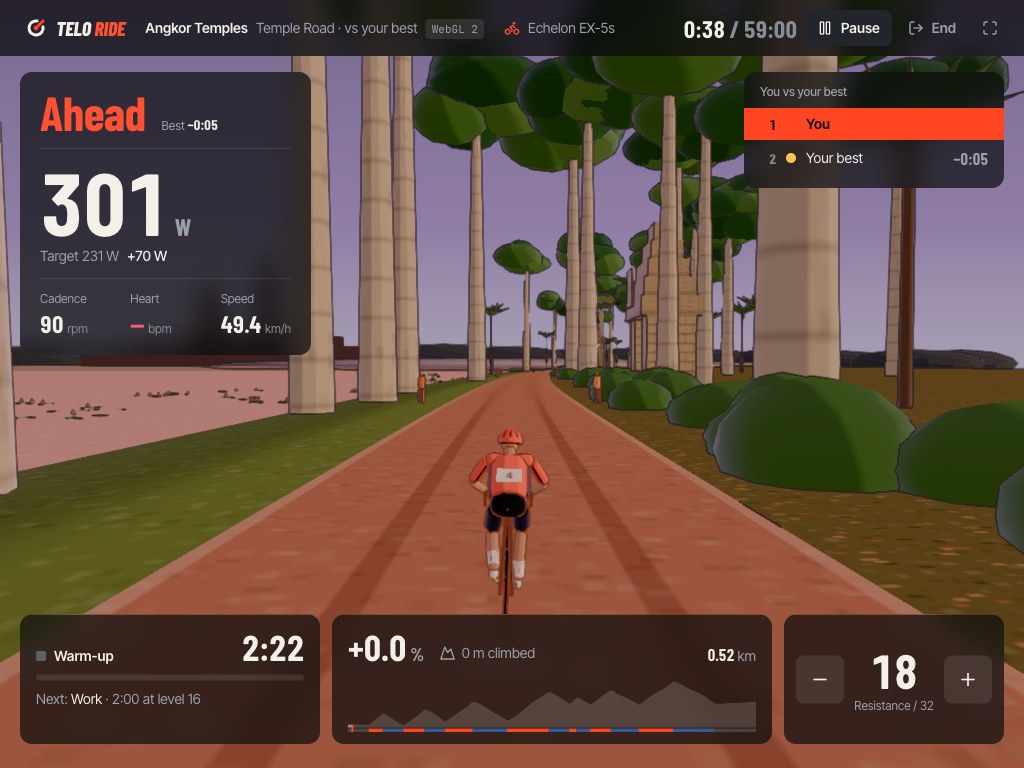 TELO RIDE Angkor Temples Temple Road · vs your best WebGL 2 Echelon EX-5s 0:38 / 59:00 Pause End
Ahead Best −0:05
301 W
Target 231 W +70 W
Cadence Heart Speed
90 rpm — bpm 49.4 km/h
You vs your best
1 You
2 Your best −0:05
4
Warm-up 2:22
Next: Work · 2:00 at level 16
+0.0 % 0 m climbed 0.52 km
− 18 +
Resistance / 32